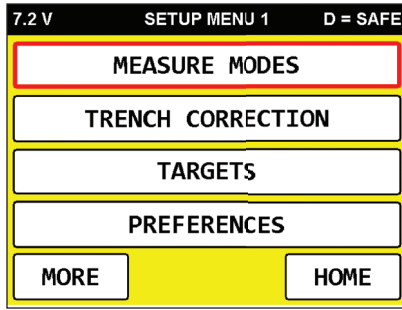 7.2 V SETUP MENU 1 D = SAFE
MEASURE MODES
TRENCH CORRECTION
TARGETS
PREFERENCES
MORE HOME